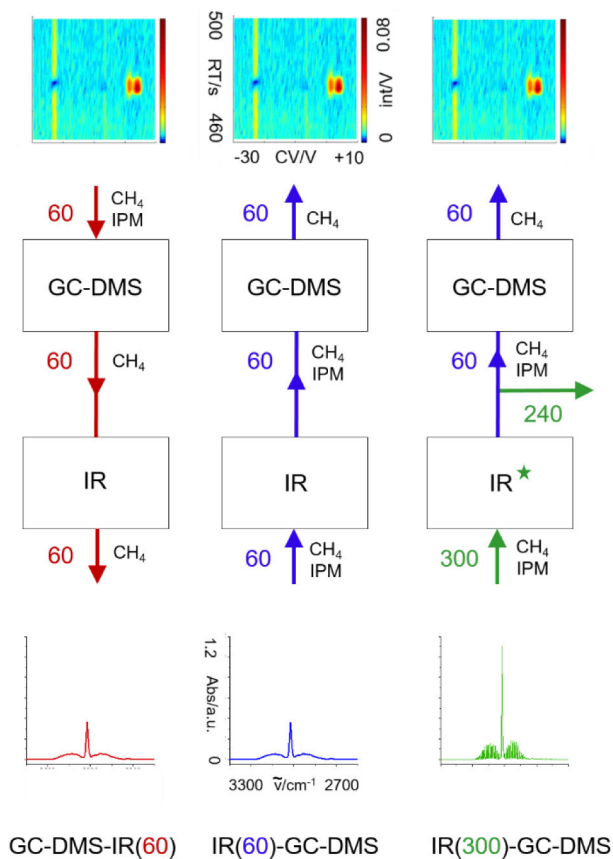 500
RT/s
460
0.08
int/V
0
-30 CV/V +10
60 CH₄
IPM
GC-DMS
60 CH₄
IR
60 CH₄
60 CH₄
GC-DMS
60 CH₄
IPM
IR
60 CH₄
IPM
60 CH₄
GC-DMS
60 CH₄
IPM
240
IR★
300 CH₄
IPM
1.2
Abs/a.u.
0
3300 ṽ/cm⁻¹ 2700
GC-DMS-IR(60) IR(60)-GC-DMS IR(300)-GC-DMS